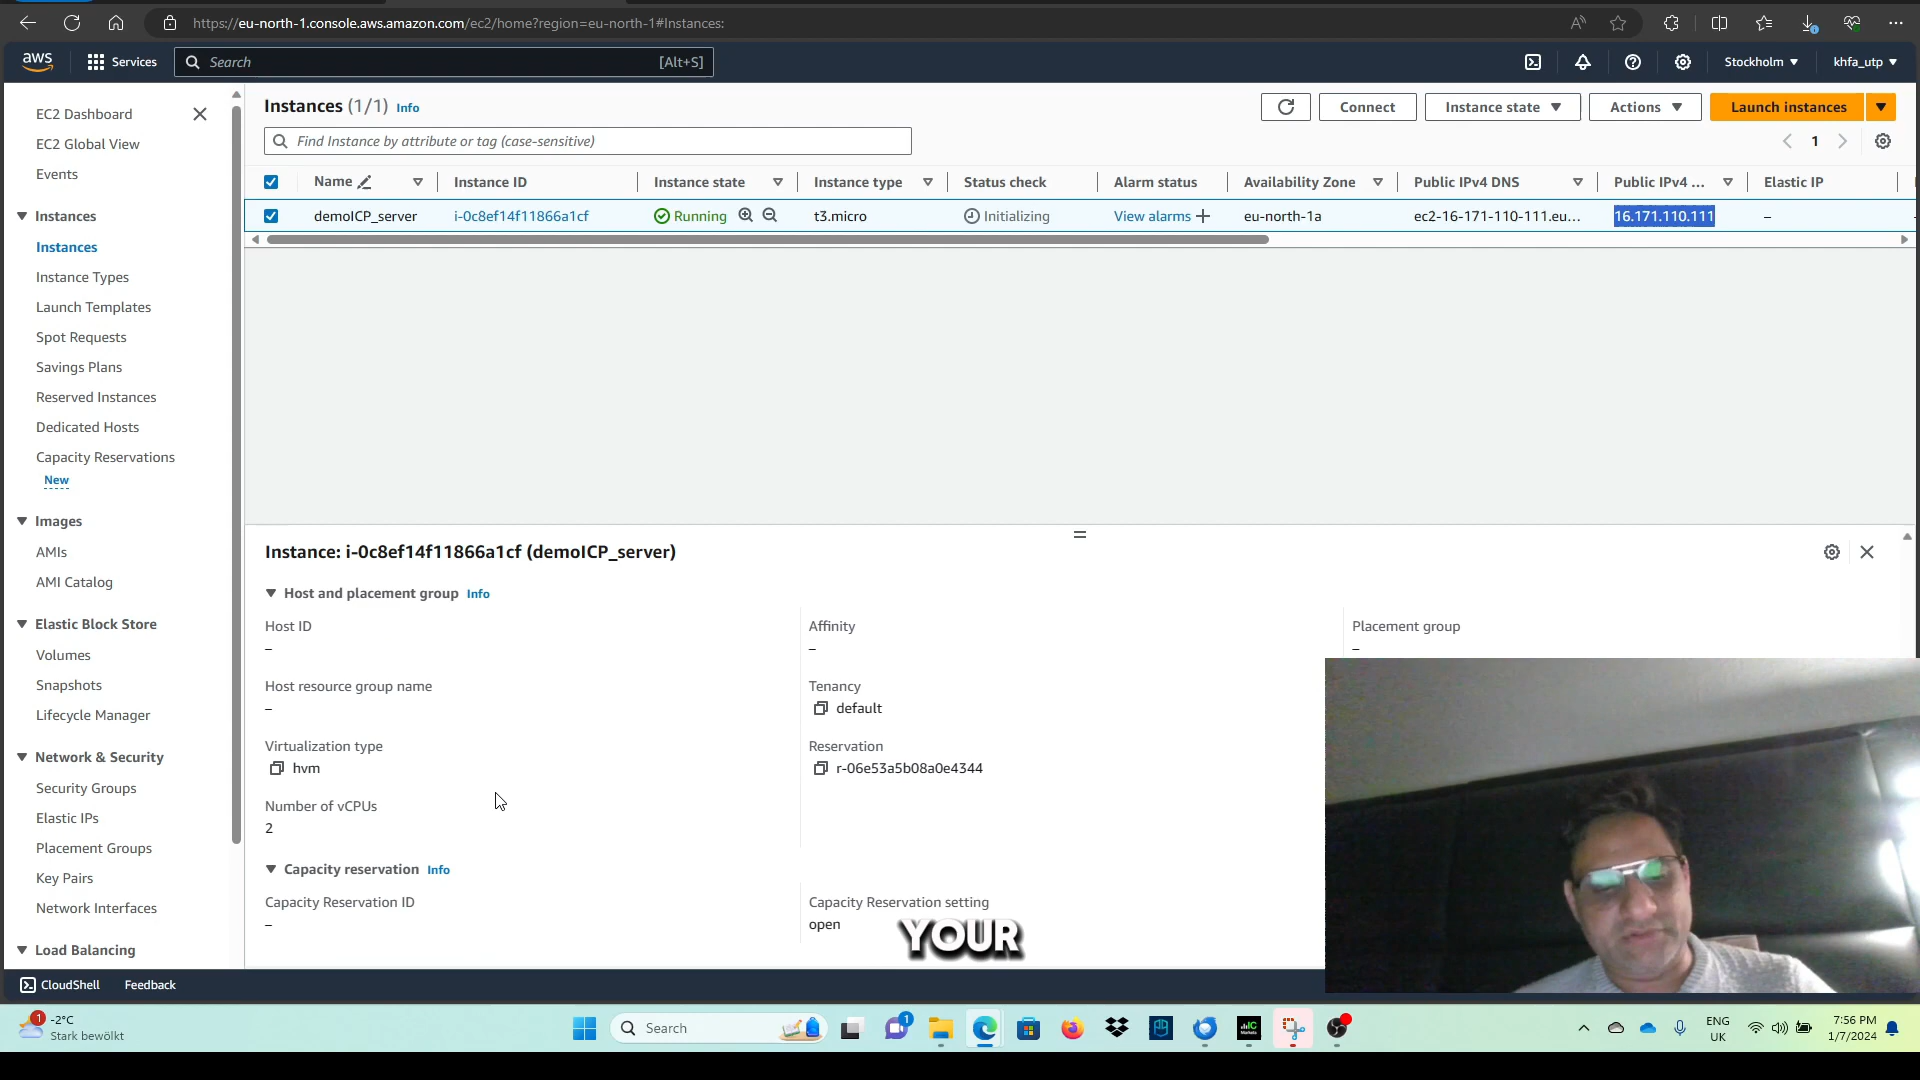 https://eu-north-1.console.aws.amazon.com/ec2/home?region=eu-north-1#Instances:
aws
Services
Search
[Alt+S]
Stockholm
khfa_utp
EC2 Dashboard
EC2 Global View
Events
Instances
Instances
Instance Types
Launch Templates
Spot Requests
Savings Plans
Reserved Instances
Dedicated Hosts
Capacity Reservations
New
Images
AMIs
AMI Catalog
Elastic Block Store
Volumes
Snapshots
Lifecycle Manager
Network & Security
Security Groups
Elastic IPs
Placement Groups
Key Pairs
Network Interfaces
Load Balancing
Instances (1/1) Info
Connect
Instance state
Actions
Launch instances
Find Instance by attribute or tag (case-sensitive)
1
Name
Instance ID
Instance state
Instance type
Status check
Alarm status
Availability Zone
Public IPv4 DNS
Public IPv4 ...
Elastic IP
demoICP_server
i-0c8ef14f11866a1cf
Running
t3.micro
Initializing
View alarms
eu-north-1a
ec2-16-171-110-111.eu...
16.171.110.111
–
Instance: i-0c8ef14f11866a1cf (demoICP_server)
Host and placement group Info
Host ID
–
Affinity
–
Placement group
–
Host resource group name
–
Tenancy
default
Virtualization type
hvm
Reservation
r-06e53a5b08a0e4344
Number of vCPUs
2
Capacity reservation Info
Capacity Reservation ID
–
Capacity Reservation setting
open
YOUR
CloudShell
Feedback
1
-2°C
Stark bewölkt
Search
1
ENG
UK
7:56 PM
1/7/2024